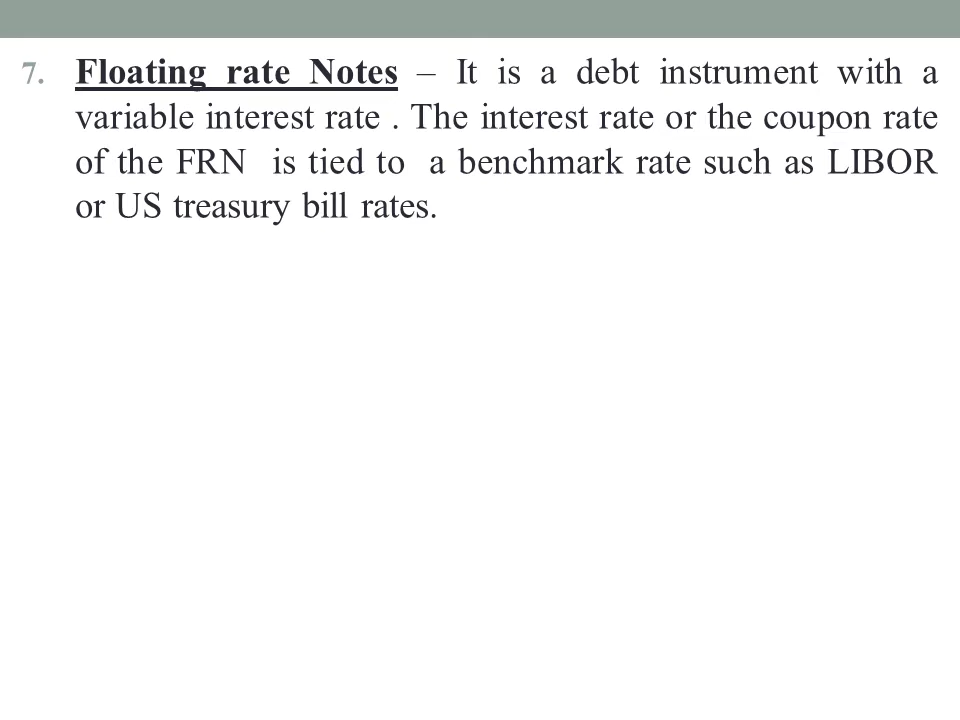 7. Floating rate Notes – It is a debt instrument with a
variable interest rate . The interest rate or the coupon rate
of the FRN is tied to a benchmark rate such as LIBOR
or US treasury bill rates.